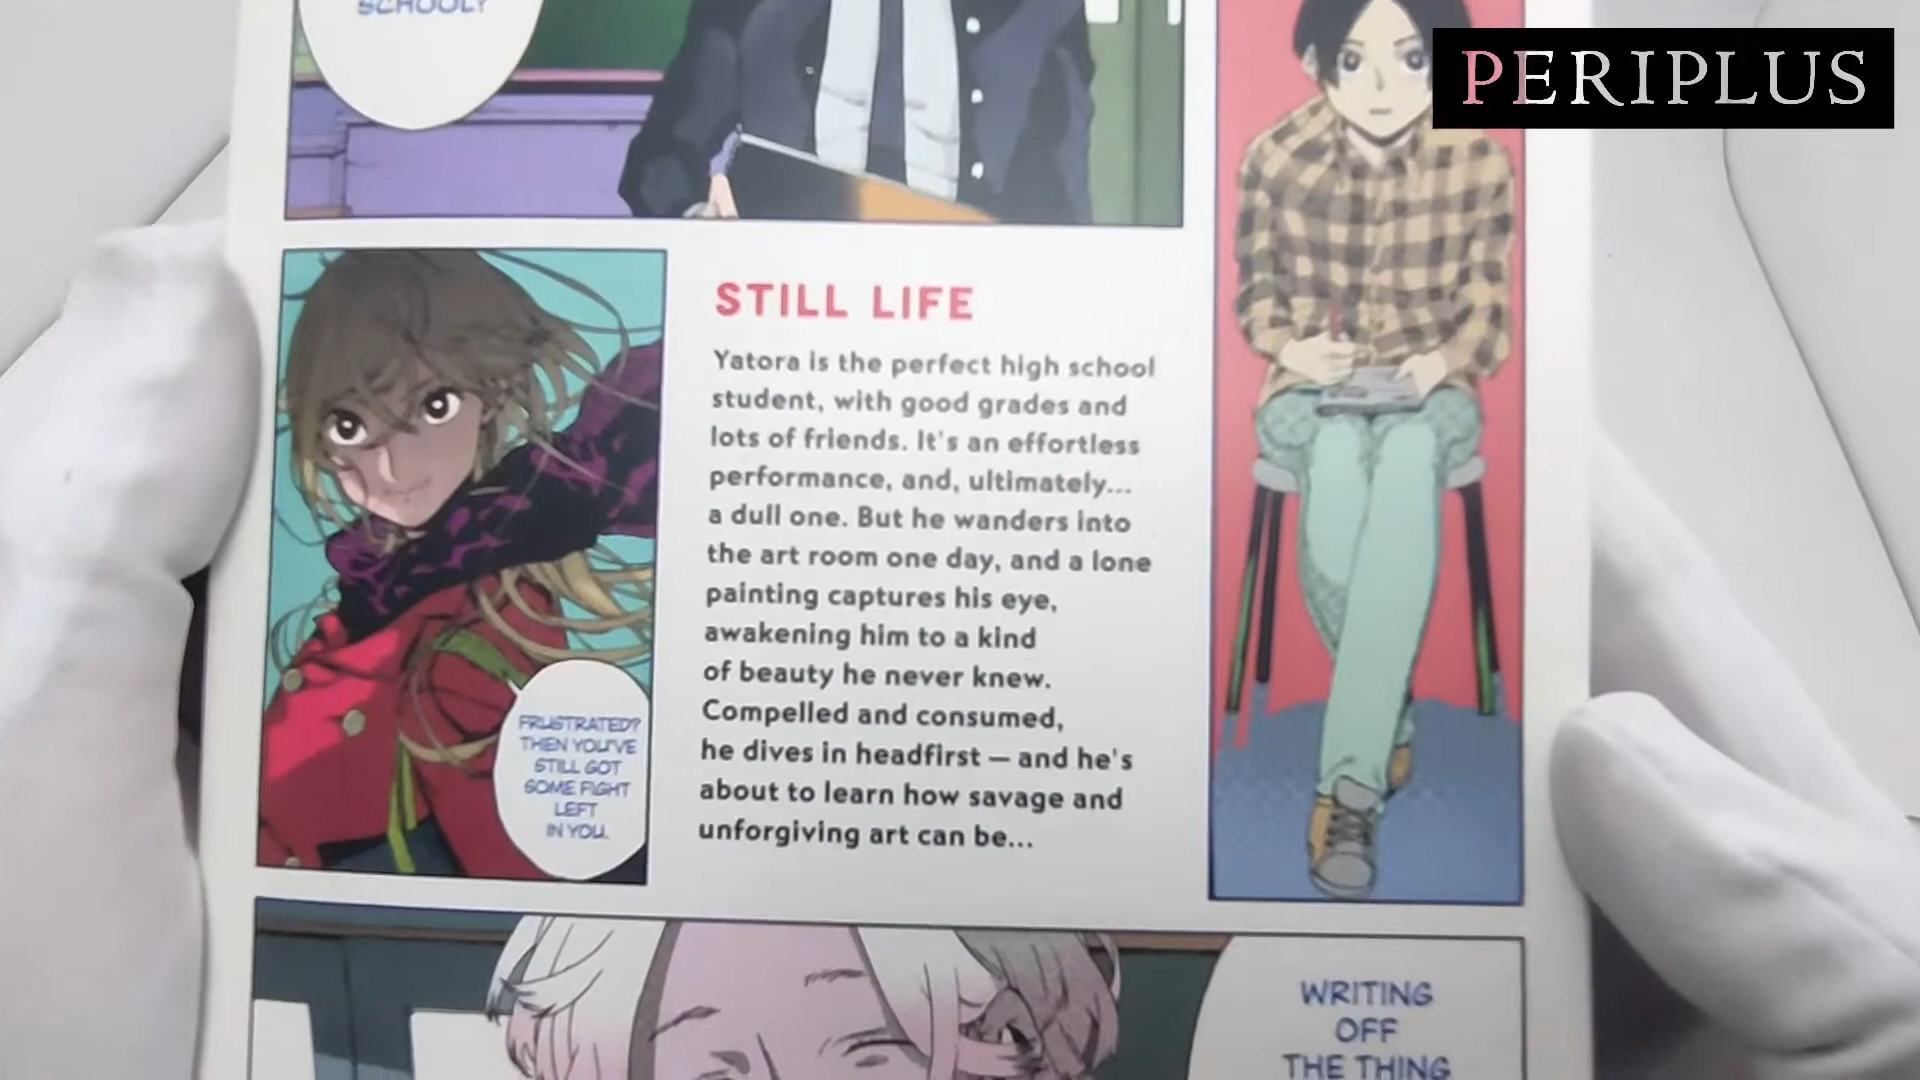 SCHOOL?
PERIPLUS
STILL LIFE
Yatora is the perfect high school
student, with good grades and
lots of friends. It's an effortless
performance, and, ultimately...
a dull one. But he wanders into
the art room one day, and a lone
painting captures his eye,
awakening him to a kind
of beauty he never knew.
Compelled and consumed,
he dives in headfirst — and he's
about to learn how savage and
unforgiving art can be...
FRUSTRATED?
THEN YOU'VE
STILL GOT
SOME FIGHT
LEFT
IN YOU.
WRITING
OFF
THE THING